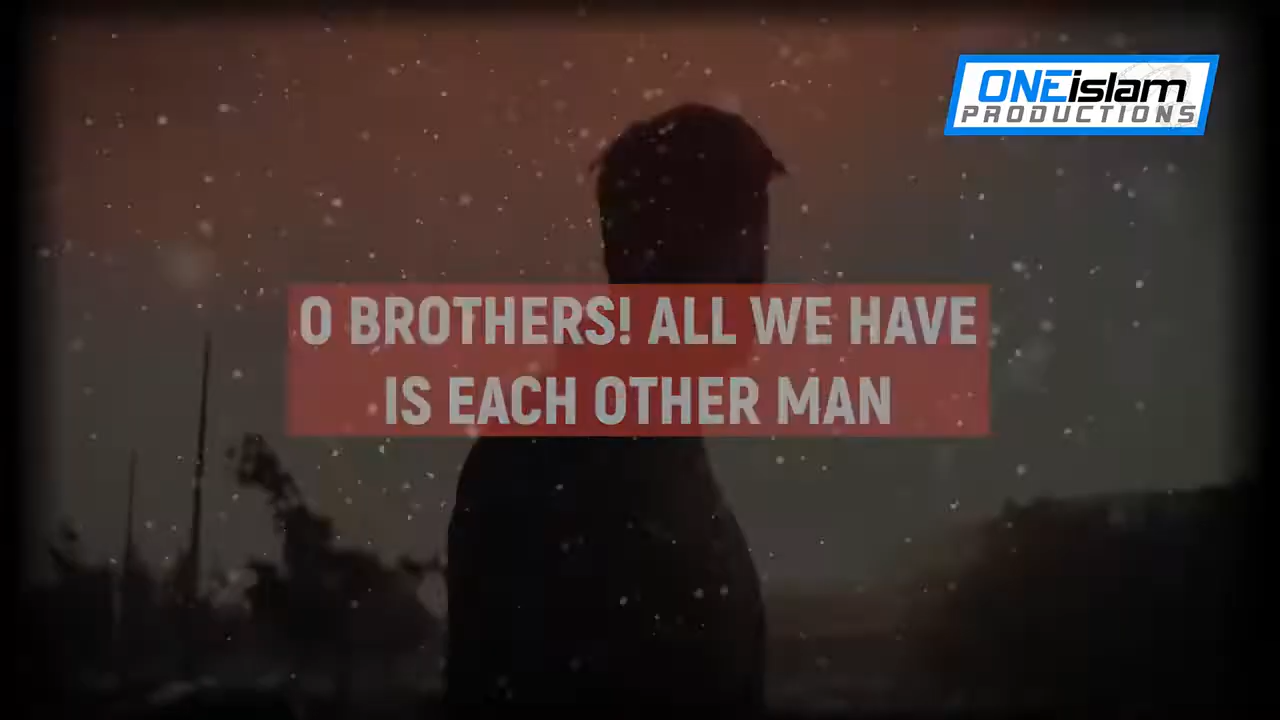 ONEislam
PRODUCTIONS
O BROTHERS! ALL WE HAVE
IS EACH OTHER MAN